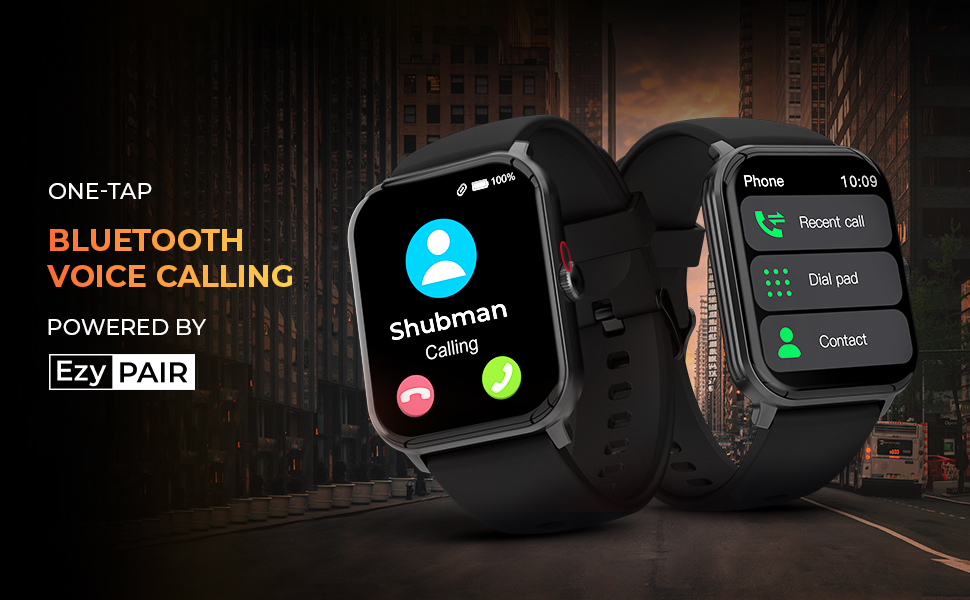 ONE-TAP
BLUETOOTH
VOICE CALLING
POWERED BY
Ezy PAIR
100%
Shubman
Calling
Phone 10:09
Recent call
Dial pad
Contact